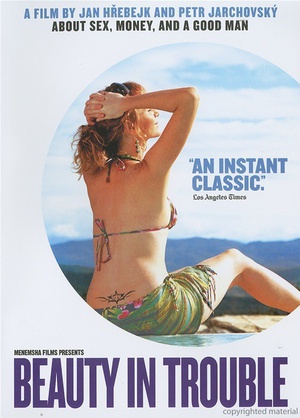 A FILM BY JAN HŘEBEJK AND PETR JARCHOVSKÝ
ABOUT SEX, MONEY, AND A GOOD MAN
"AN INSTANT
CLASSIC."
Los Angeles Times
MENEMSHA FILMS PRESENTS
BEAUTY IN TROUBLE
copyrighted material